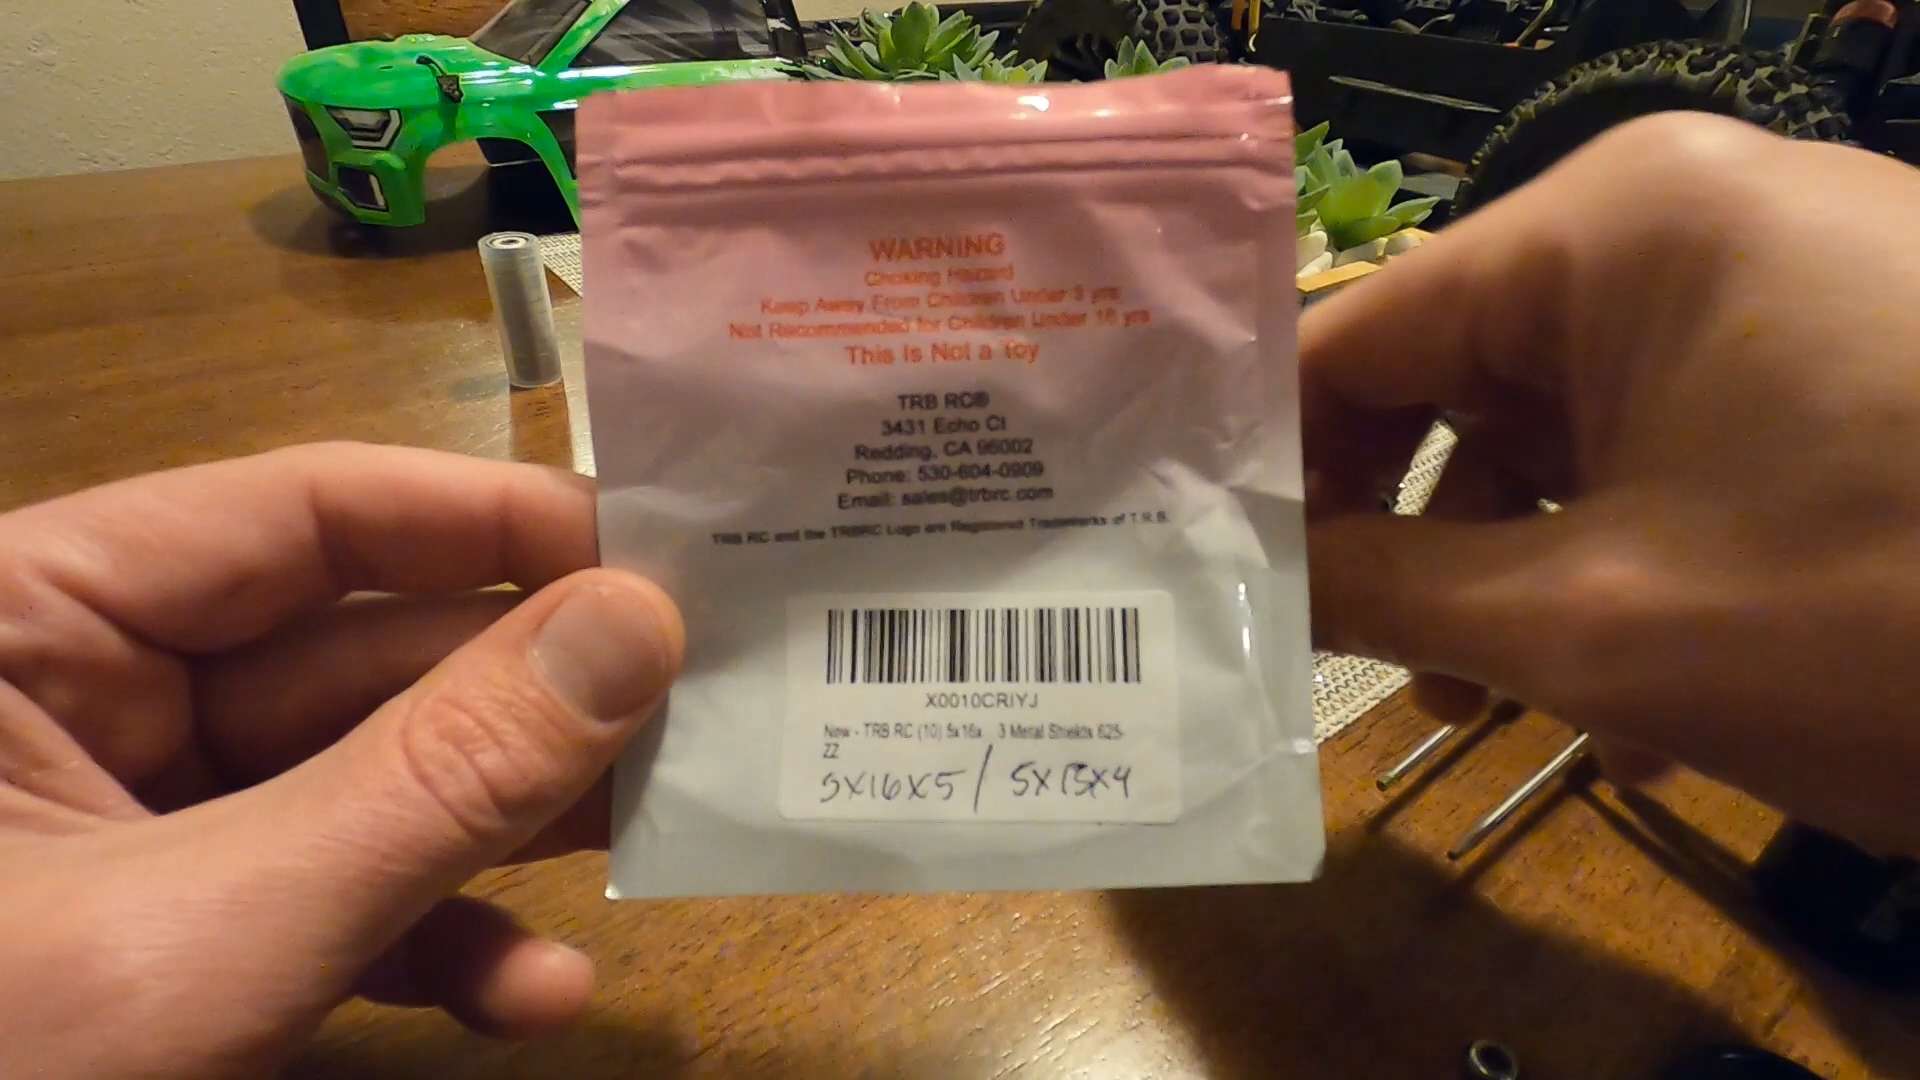 WARNING
Choking Hazard
Keep Away From Children Under 3 yrs
Not Recommended for Children Under 16 yrs
This Is Not a Toy
TRB RC®
3431 Echo Ct
Redding, CA 96002
Phone: 530-604-0909
Email: sales@trbrc.com
TRB RC and the TRBRC Logo are Registered Trademarks of T.R.B.
X0010CRIYJ
New - TRB RC (10) 5x16x... 3 Metal Shields 625-
ZZ
5X16X5 / 5X13X4